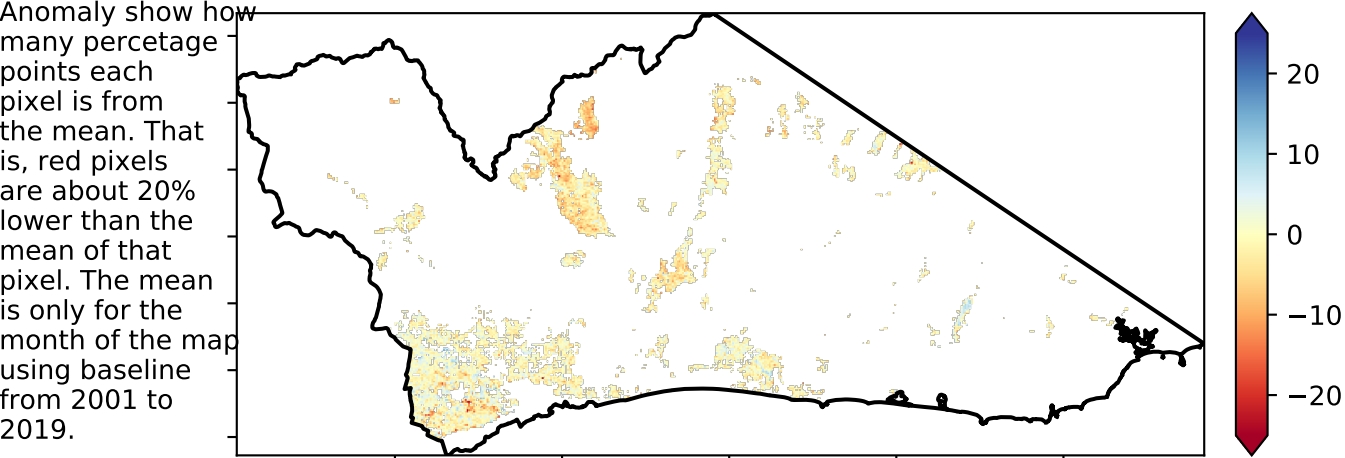 Anomaly show how
many percetage
points each
pixel is from
the mean. That
is, red pixels
are about 20%
lower than the
mean of that
pixel. The mean
is only for the
month of the map
using baseline
from 2001 to
2019.
20
10
0
−10
−20